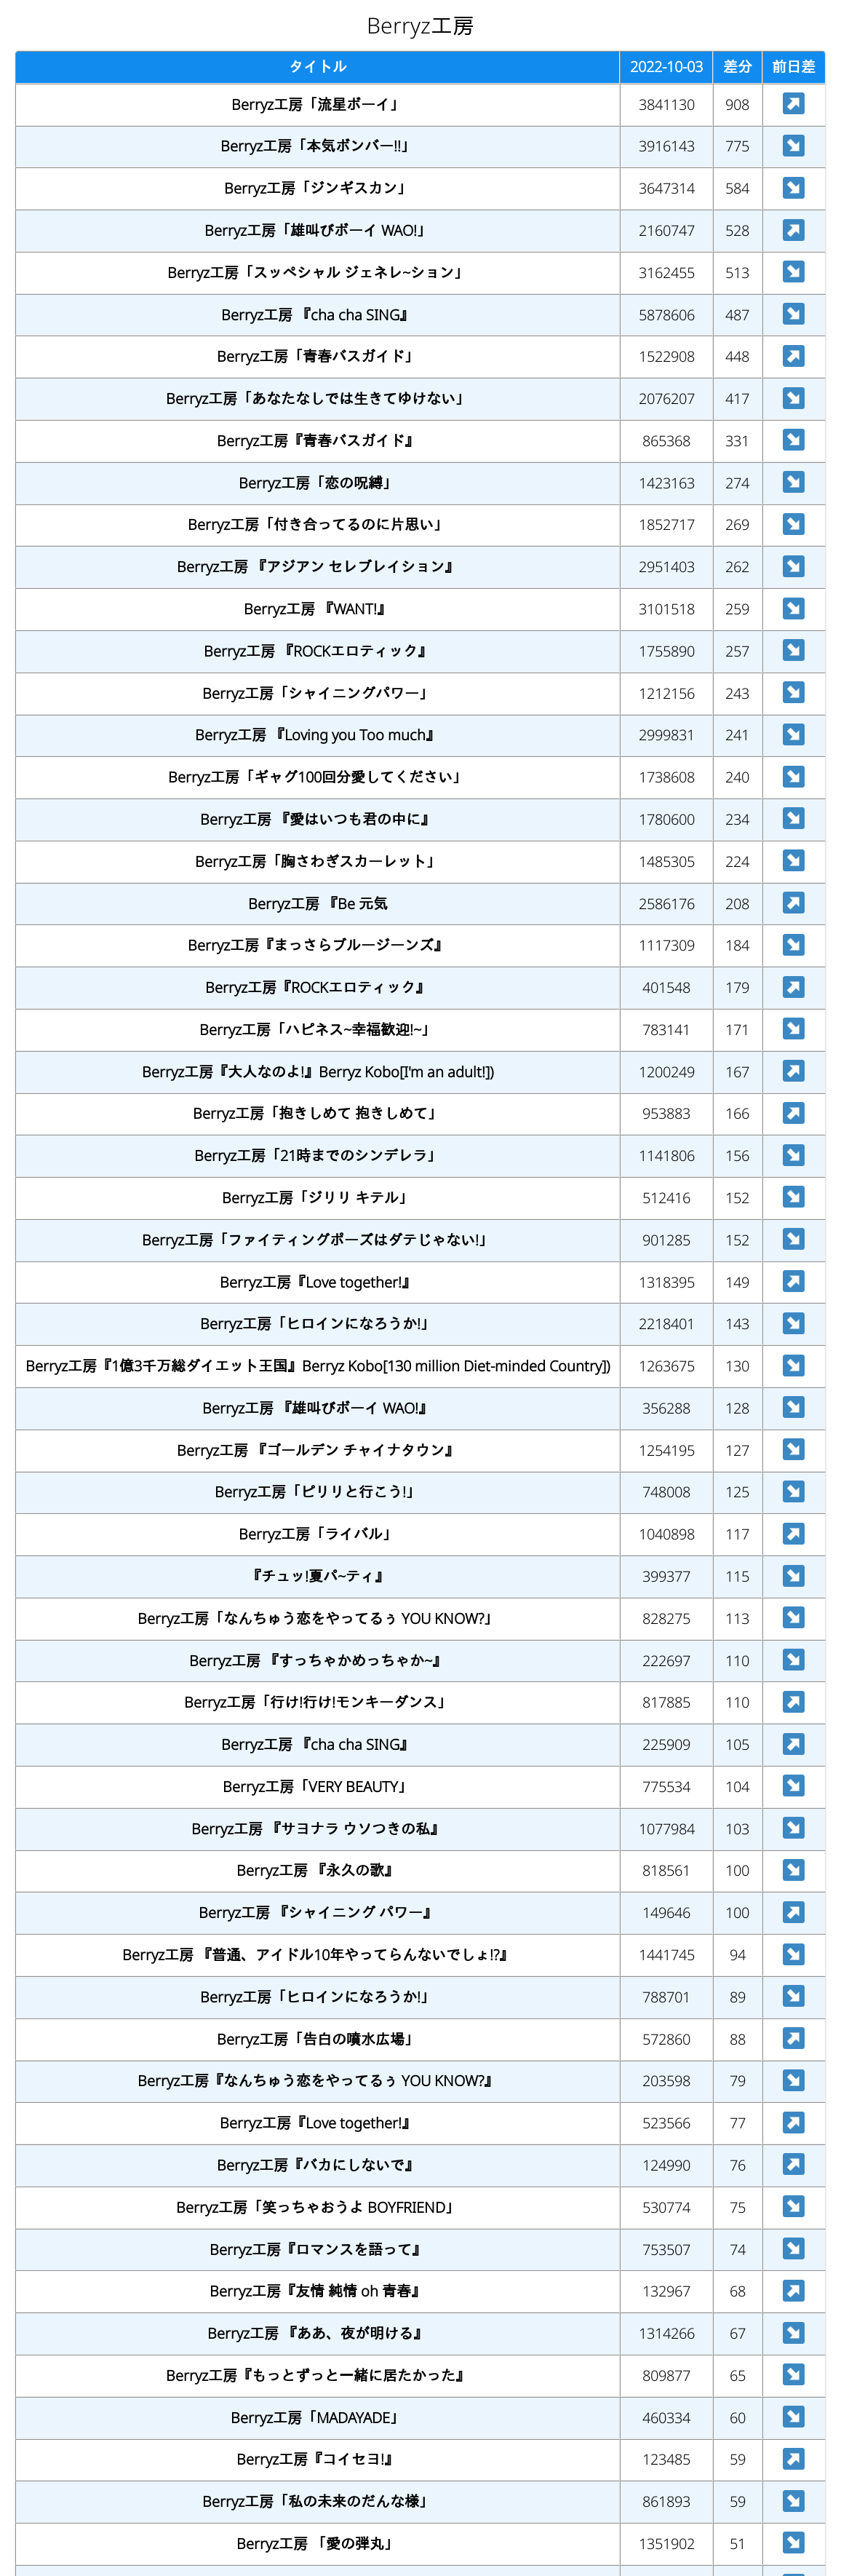 Berryz工房
タイトル 2022-10-03 差分 前日差
Berryz工房「流星ボーイ」 3841130 908 ↗
Berryz工房「本気ボンバー!!」 3916143 775 ↘
Berryz工房「ジンギスカン」 3647314 584 ↘
Berryz工房「雄叫びボーイ WAO!」 2160747 528 ↗
Berryz工房「スッペシャル ジェネレ~ション」 3162455 513 ↘
Berryz工房 『cha cha SING』 5878606 487 ↘
Berryz工房「青春バスガイド」 1522908 448 ↗
Berryz工房「あなたなしでは生きてゆけない」 2076207 417 ↘
Berryz工房『青春バスガイド』 865368 331 ↘
Berryz工房「恋の呪縛」 1423163 274 ↘
Berryz工房「付き合ってるのに片思い」 1852717 269 ↘
Berryz工房 『アジアン セレブレイション』 2951403 262 ↘
Berryz工房 『WANT!』 3101518 259 ↘
Berryz工房 『ROCKエロティック』 1755890 257 ↘
Berryz工房「シャイニングパワー」 1212156 243 ↘
Berryz工房 『Loving you Too much』 2999831 241 ↘
Berryz工房「ギャグ100回分愛してください」 1738608 240 ↘
Berryz工房 『愛はいつも君の中に』 1780600 234 ↘
Berryz工房「胸さわぎスカーレット」 1485305 224 ↘
Berryz工房 『Be 元気 2586176 208 ↗
Berryz工房『まっさらブルージーンズ』 1117309 184 ↘
Berryz工房『ROCKエロティック』 401548 179 ↗
Berryz工房「ハピネス~幸福歓迎!~」 783141 171 ↘
Berryz工房『大人なのよ!』Berryz Kobo[I'm an adult!]) 1200249 167 ↗
Berryz工房「抱きしめて 抱きしめて」 953883 166 ↗
Berryz工房「21時までのシンデレラ」 1141806 156 ↘
Berryz工房「ジリリ キテル」 512416 152 ↘
Berryz工房「ファイティングポーズはダテじゃない!」 901285 152 ↘
Berryz工房『Love together!』 1318395 149 ↗
Berryz工房「ヒロインになろうか!」 2218401 143 ↘
Berryz工房『1億3千万総ダイエット王国』Berryz Kobo[130 million Diet-minded Country]) 1263675 130 ↘
Berryz工房 『雄叫びボーイ WAO!』 356288 128 ↘
Berryz工房 『ゴールデン チャイナタウン』 1254195 127 ↘
Berryz工房「ピリリと行こう!」 748008 125 ↘
Berryz工房「ライバル」 1040898 117 ↗
『チュッ!夏パ~ティ』 399377 115 ↘
Berryz工房「なんちゅう恋をやってるぅ YOU KNOW?」 828275 113 ↘
Berryz工房 『すっちゃかめっちゃか~』 222697 110 ↘
Berryz工房「行け!行け!モンキーダンス」 817885 110 ↗
Berryz工房 『cha cha SING』 225909 105 ↗
Berryz工房「VERY BEAUTY」 775534 104 ↘
Berryz工房 『サヨナラ ウソつきの私』 1077984 103 ↘
Berryz工房 『永久の歌』 818561 100 ↘
Berryz工房 『シャイニング パワー』 149646 100 ↗
Berryz工房 『普通、アイドル10年やってらんないでしょ!?』 1441745 94 ↘
Berryz工房「ヒロインになろうか!」 788701 89 ↘
Berryz工房「告白の噴水広場」 572860 88 ↗
Berryz工房『なんちゅう恋をやってるぅ YOU KNOW?』 203598 79 ↘
Berryz工房『Love together!』 523566 77 ↗
Berryz工房『バカにしないで』 124990 76 ↗
Berryz工房「笑っちゃおうよ BOYFRIEND」 530774 75 ↘
Berryz工房『ロマンスを語って』 753507 74 ↘
Berryz工房『友情 純情 oh 青春』 132967 68 ↗
Berryz工房 『ああ、夜が明ける』 1314266 67 ↘
Berryz工房『もっとずっと一緒に居たかった』 809877 65 ↘
Berryz工房「MADAYADE」 460334 60 ↘
Berryz工房『コイセヨ!』 123485 59 ↗
Berryz工房「私の未来のだんな様」 861893 59 ↘
Berryz工房 「愛の弾丸」 1351902 51 ↘